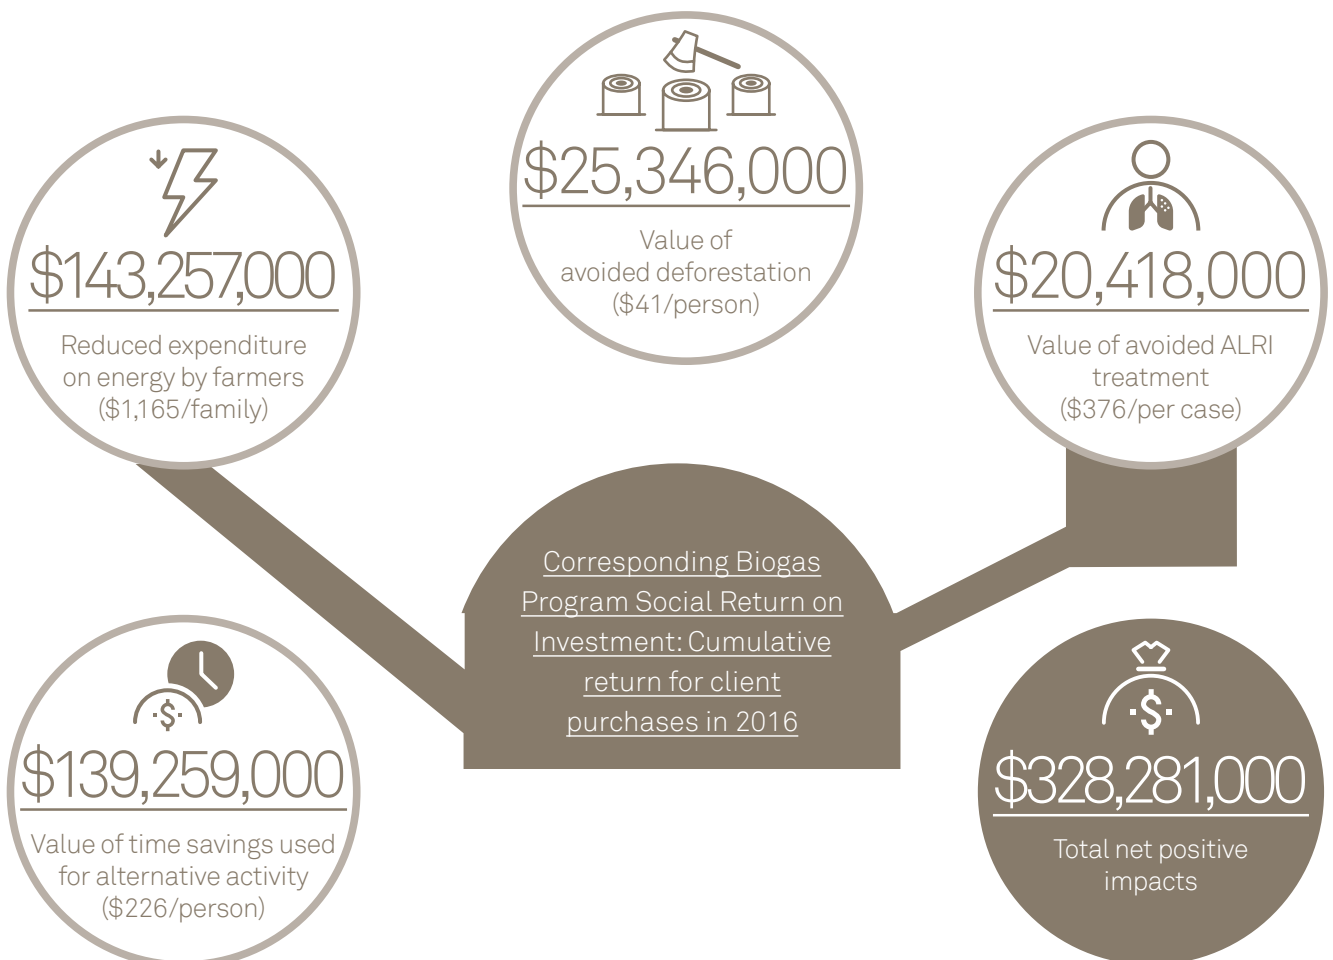 $25,346,000
Value of
avoided deforestation
($41/person)
$143,257,000
Reduced expenditure
on energy by farmers
($1,165/family)
$20,418,000
Value of avoided ALRI
treatment
($376/per case)
Corresponding Biogas
Program Social Return on
Investment: Cumulative
return for client
purchases in 2016
$139,259,000
Value of time savings used
for alternative activity
($226/person)
$328,281,000
Total net positive
impacts